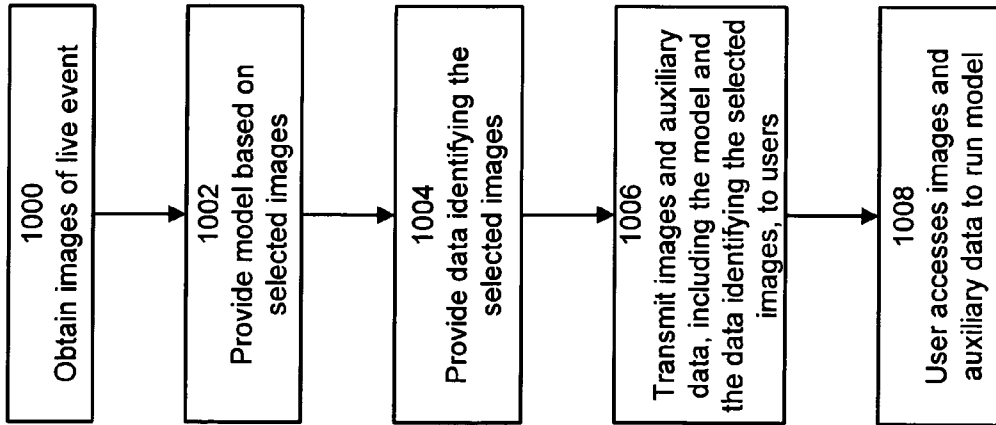 1000
Obtain images of live event
1002
Provide model based on
selected images
1004
Provide data identifying the
selected images
1006
Transmit images and auxiliary
data, including the model and
the data identifying the selected
images, to users
1008
User accesses images and
auxiliary data to run model